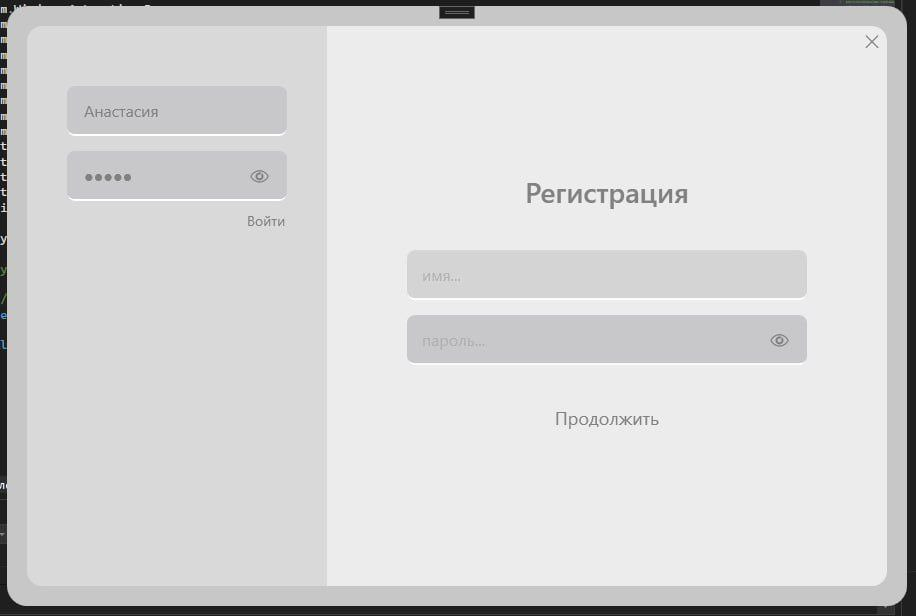 Анастасия
●●●●●
Войти
Регистрация
имя...
пароль...
Продолжить